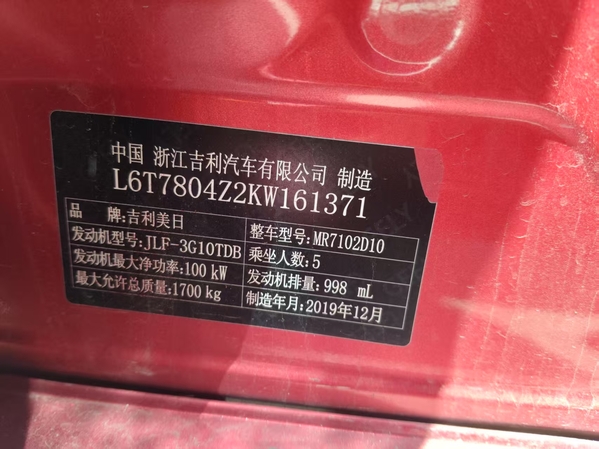 中国 浙江吉利汽车有限公司 制造
L6T7804Z2KW161371
品 牌:吉利美日
整车型号:MR7102D10
发动机型号:JLF-3G10TDB
乘坐人数:5
发动机最大净功率:100 kW
发动机排量:998 mL
最大允许总质量:1700 kg
制造年月:2019年12月